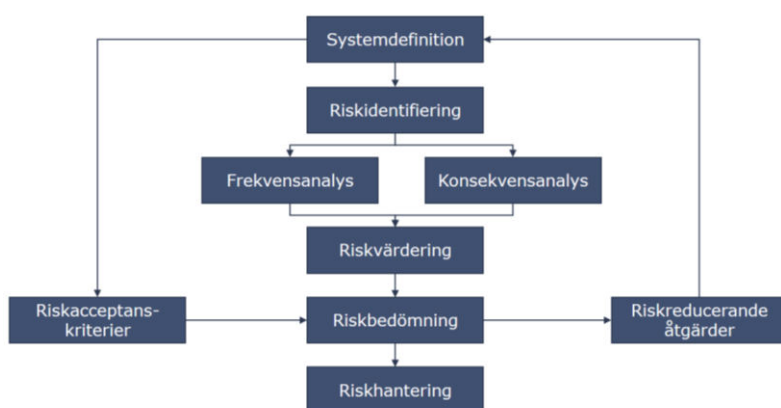 Systemdefinition
Riskidentifiering
Frekvensanalys
Konsekvensanalys
Riskvärdering
Riskacceptans-
kriterier
Riskbedömning
Riskreducerande
åtgärder
Riskhantering